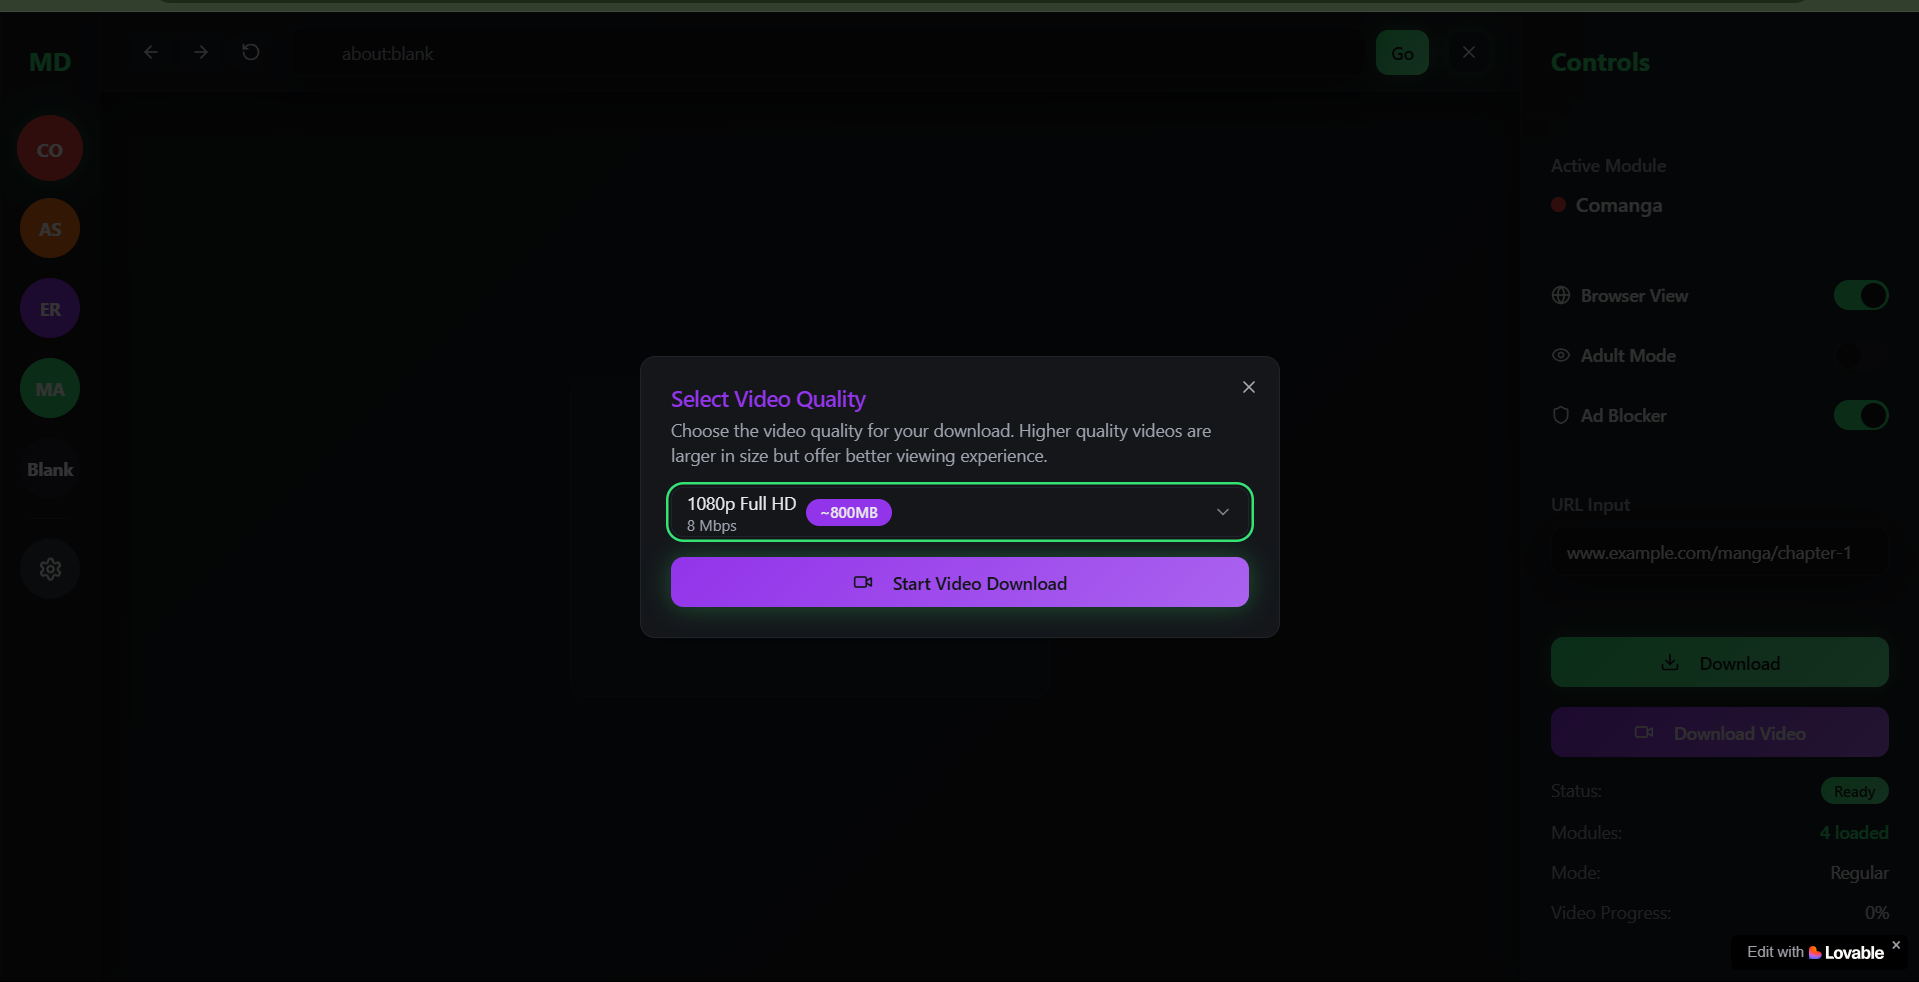 MD
about:blank
Go
Controls
CO
AS
ER
MA
Blank
Active Module
Comanga
Browser View
Adult Mode
Ad Blocker
URL Input
www.example.com/manga/chapter-1
Download
Download Video
Status: Ready
Modules: 4 loaded
Mode: Regular
Video Progress: 0%
Select Video Quality
Choose the video quality for your download. Higher quality videos are
larger in size but offer better viewing experience.
1080p Full HD
~800MB
8 Mbps
Start Video Download
Edit with Lovable